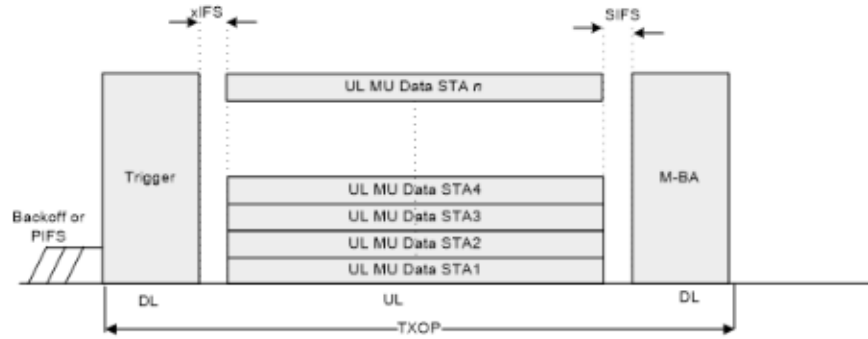 xIFS
SIFS
UL MU Data STA n
Trigger
M-BA
UL MU Data STA4
UL MU Data STA3
Backoff or
PIFS
UL MU Data STA2
UL MU Data STA1
DL
UL
DL
TXOP